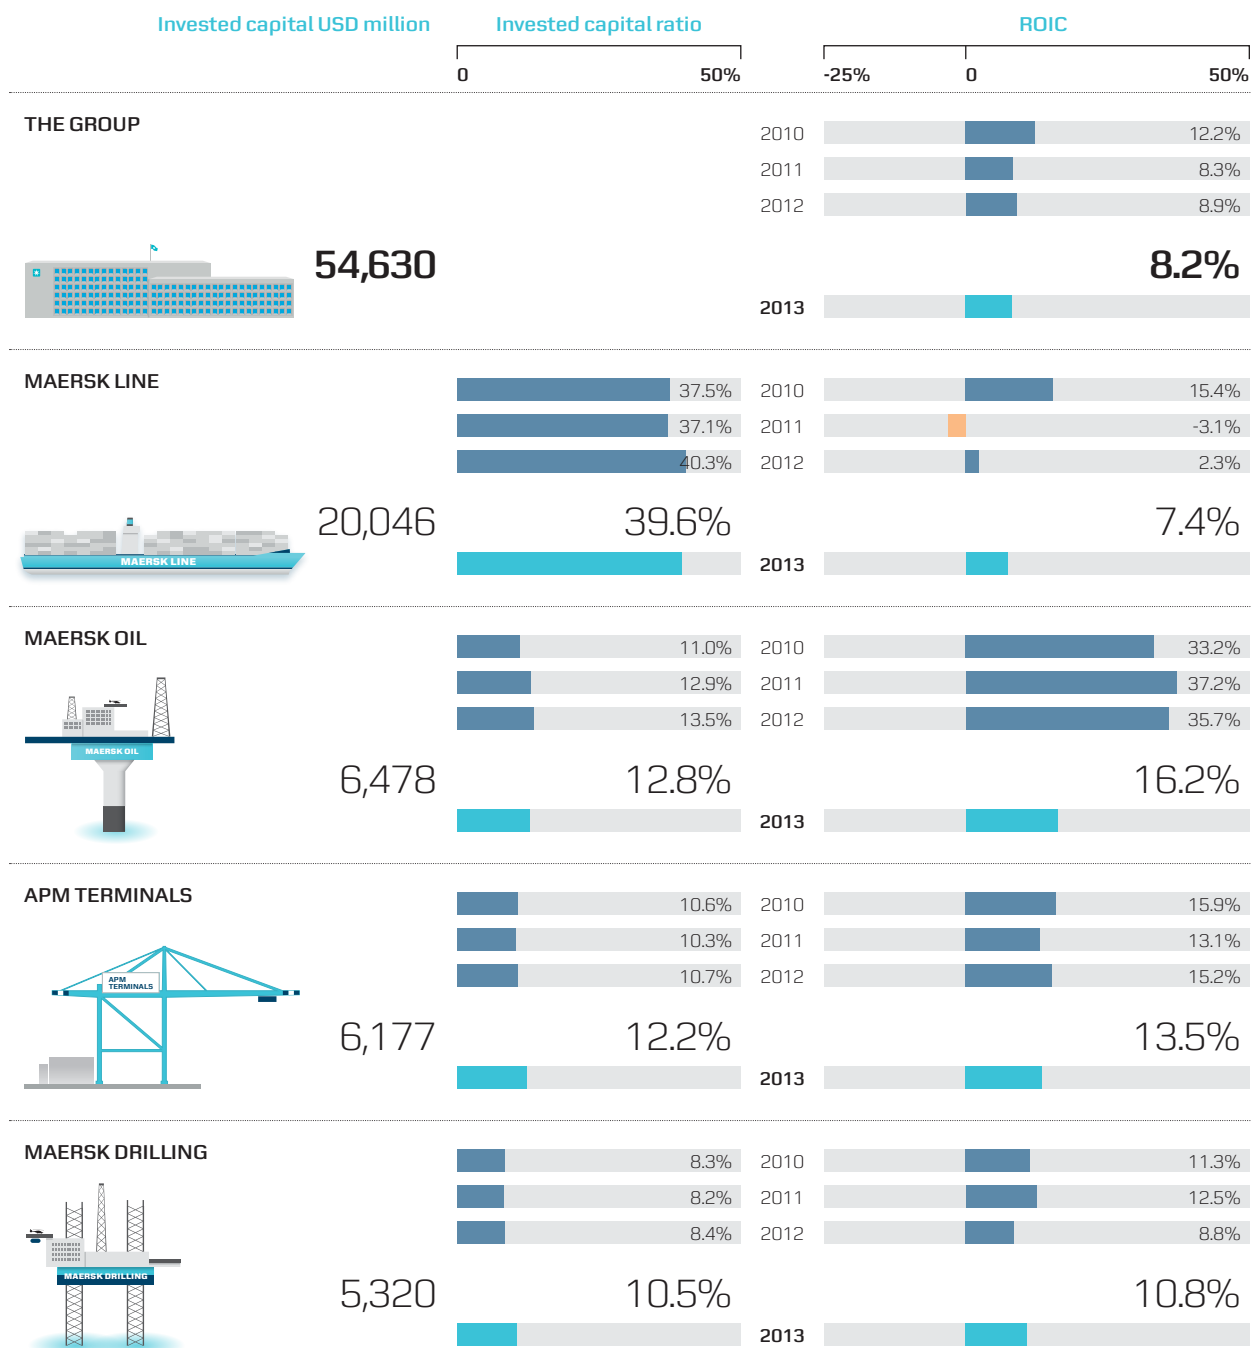 Invested capital USD million Invested capital ratio ROIC
0 50% -25% 0 50%
THE GROUP
2010 12.2%
2011 8.3%
2012 8.9%
54,630 8.2%
2013
MAERSK LINE
37.5% 2010 15.4%
37.1% 2011 -3.1%
40.3% 2012 2.3%
20,046 39.6% 7.4%
MAERSK LINE
2013
MAERSK OIL
11.0% 2010 33.2%
12.9% 2011 37.2%
13.5% 2012 35.7%
MAERSK OIL
6,478 12.8% 16.2%
2013
APM TERMINALS
10.6% 2010 15.9%
10.3% 2011 13.1%
10.7% 2012 15.2%
APM
TERMINALS
6,177 12.2% 13.5%
2013
MAERSK DRILLING
8.3% 2010 11.3%
8.2% 2011 12.5%
8.4% 2012 8.8%
MAERSK DRILLING
5,320 10.5% 10.8%
2013